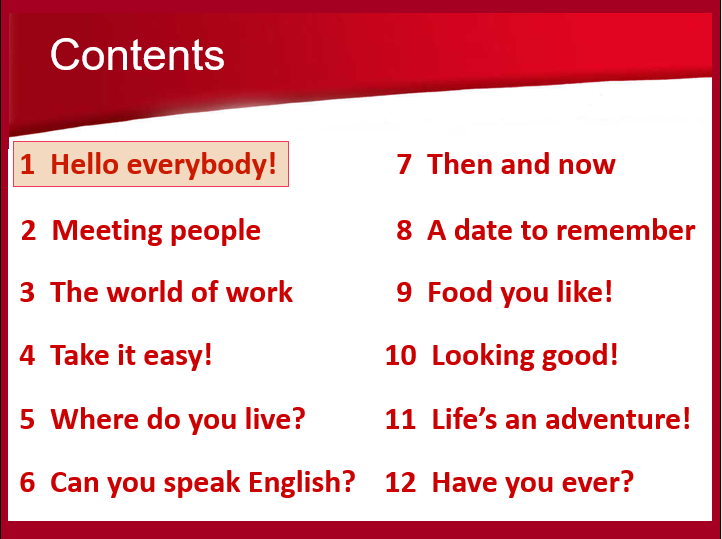 Contents
1 Hello everybody!
2 Meeting people
3 The world of work
4 Take it easy!
5 Where do you live?
6 Can you speak English?
7 Then and now
8 A date to remember
9 Food you like!
10 Looking good!
11 Life’s an adventure!
12 Have you ever?